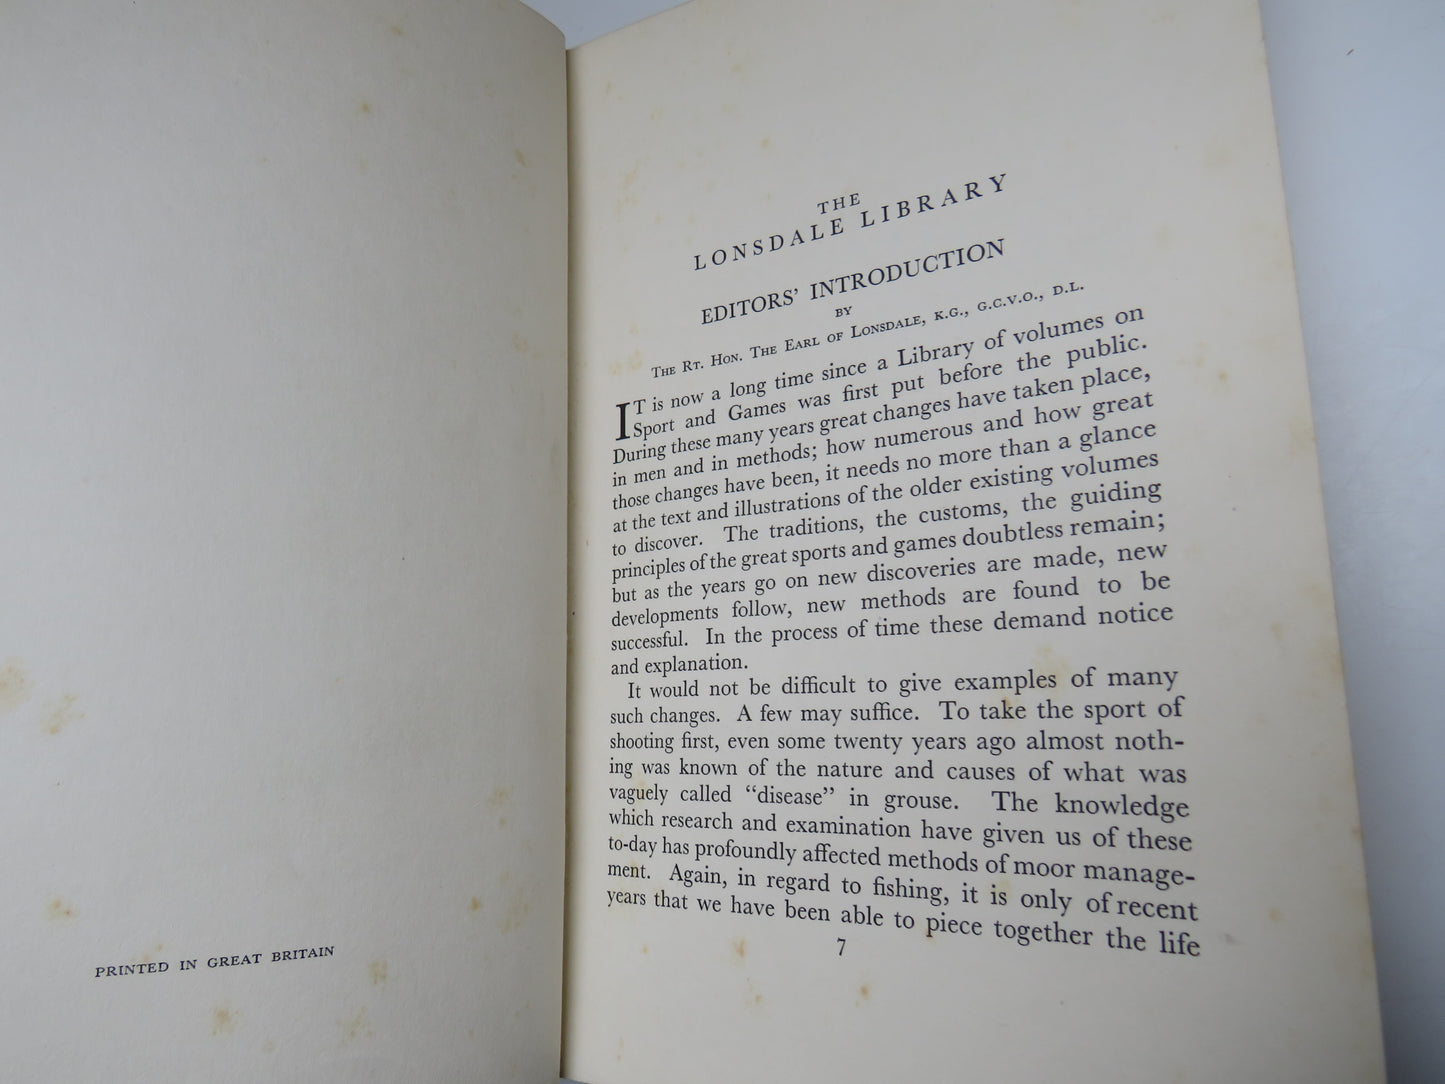 PRINTED IN GREAT BRITAIN
THE
LONSDALE LIBRARY
EDITORS' INTRODUCTION
BY
THE RT. HON. THE EARL OF LONSDALE, K.G., G.C.V.O., D.L.
IT is now a long time since a Library of volumes on
Sport and Games was first put before the public.
During these many years great changes have taken place,
in men and in methods; how numerous and how great
those changes have been, it needs no more than a glance
at the text and illustrations of the older existing volumes
to discover. The traditions, the customs, the guiding
principles of the great sports and games doubtless remain;
but as the years go on new discoveries are made, new
developments follow, new methods are found to be
successful. In the process of time these demand notice
and explanation.
It would not be difficult to give examples of many
such changes. A few may suffice. To take the sport of
shooting first, even some twenty years ago almost noth-
ing was known of the nature and causes of what was
vaguely called "disease" in grouse. The knowledge
which research and examination have given us of these
to-day has profoundly affected methods of moor manage-
ment. Again, in regard to fishing, it is only of recent
years that we have been able to piece together the life
7